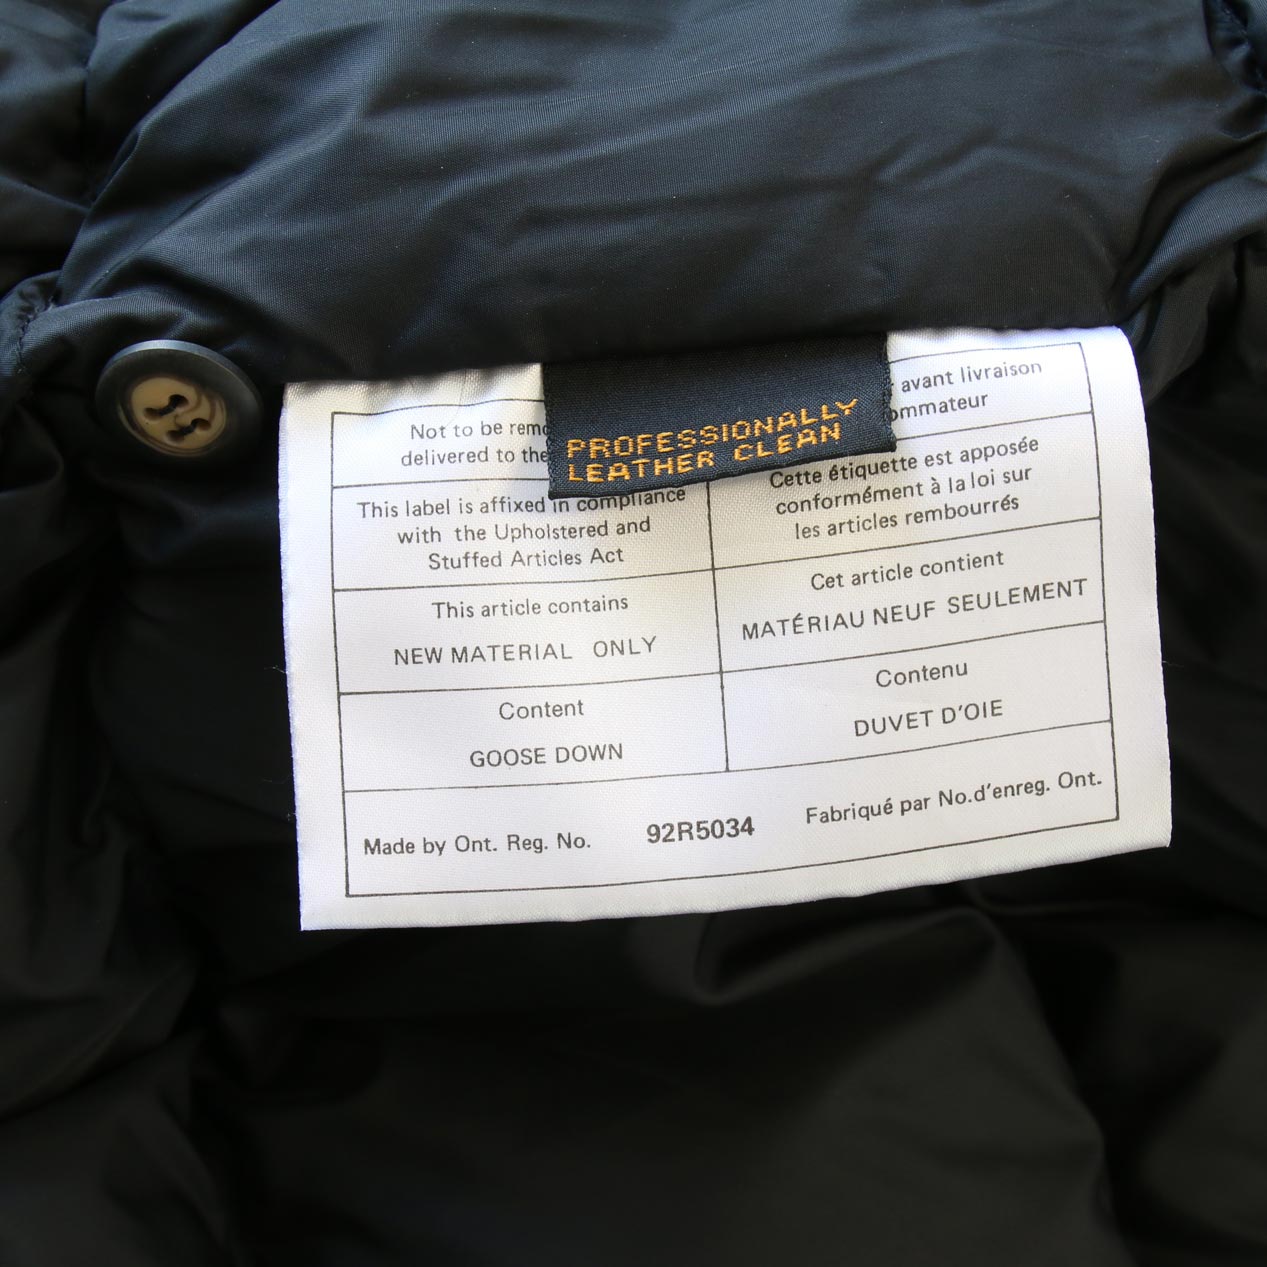 Not to be
delivered to the
PROFESSIONALLY
LEATHER CLEAN
avant livraison
This label is affixed in compliance
with the Upholstered and
Stuffed Articles Act
Cette étiquette est apposée
conformément à la loi sur
les articles rembourrés
This article contains
NEW MATERIAL ONLY
Cet article contient
MATÉRIAU NEUF SEULEMENT
Content
GOOSE DOWN
Contenu
DUVET D'OIE
Made by Ont. Reg. No. 92R5034 Fabriqué par No.d'enreg. Ont.